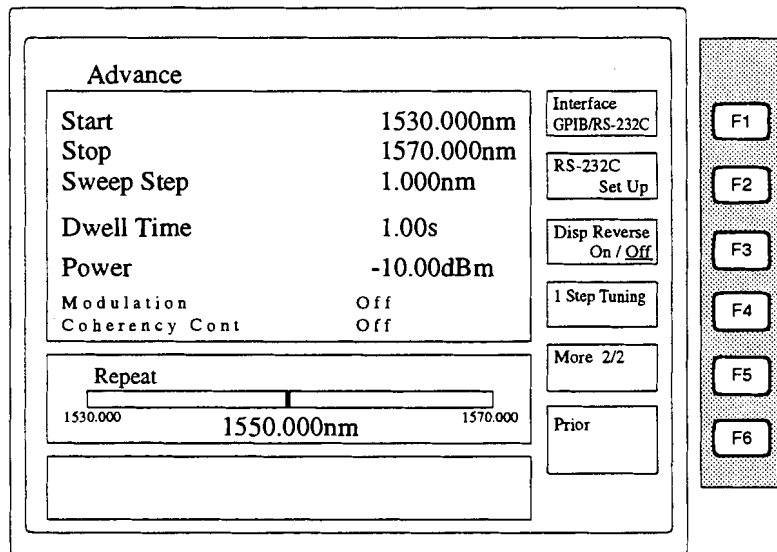 Advance
Start 1530.000nm
Stop 1570.000nm
Sweep Step 1.000nm
Dwell Time 1.00s
Power -10.00dBm
Modulation Off
Coherency Cont Off
Repeat
1530.000 1570.000
1550.000nm
Interface
GPIB/RS-232C
RS-232C
Set Up
Disp Reverse
On / Off
1 Step Tuning
More 2/2
Prior
F1
F2
F3
F4
F5
F6